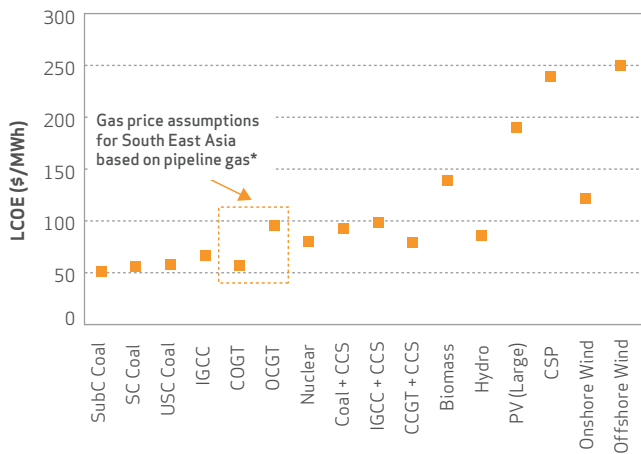 300
250
200
150
100
50
0
LCOE ($/MWh)
Gas price assumptions
for South East Asia
based on pipeline gas*
SubC Coal
SC Coal
USC Coal
IGCC
COGT
OCGT
Nuclear
Coal + CCS
IGCC + CCS
CCGT + CCS
Biomass
Hydro
PV (Large)
CSP
Onshore Wind
Offshore Wind